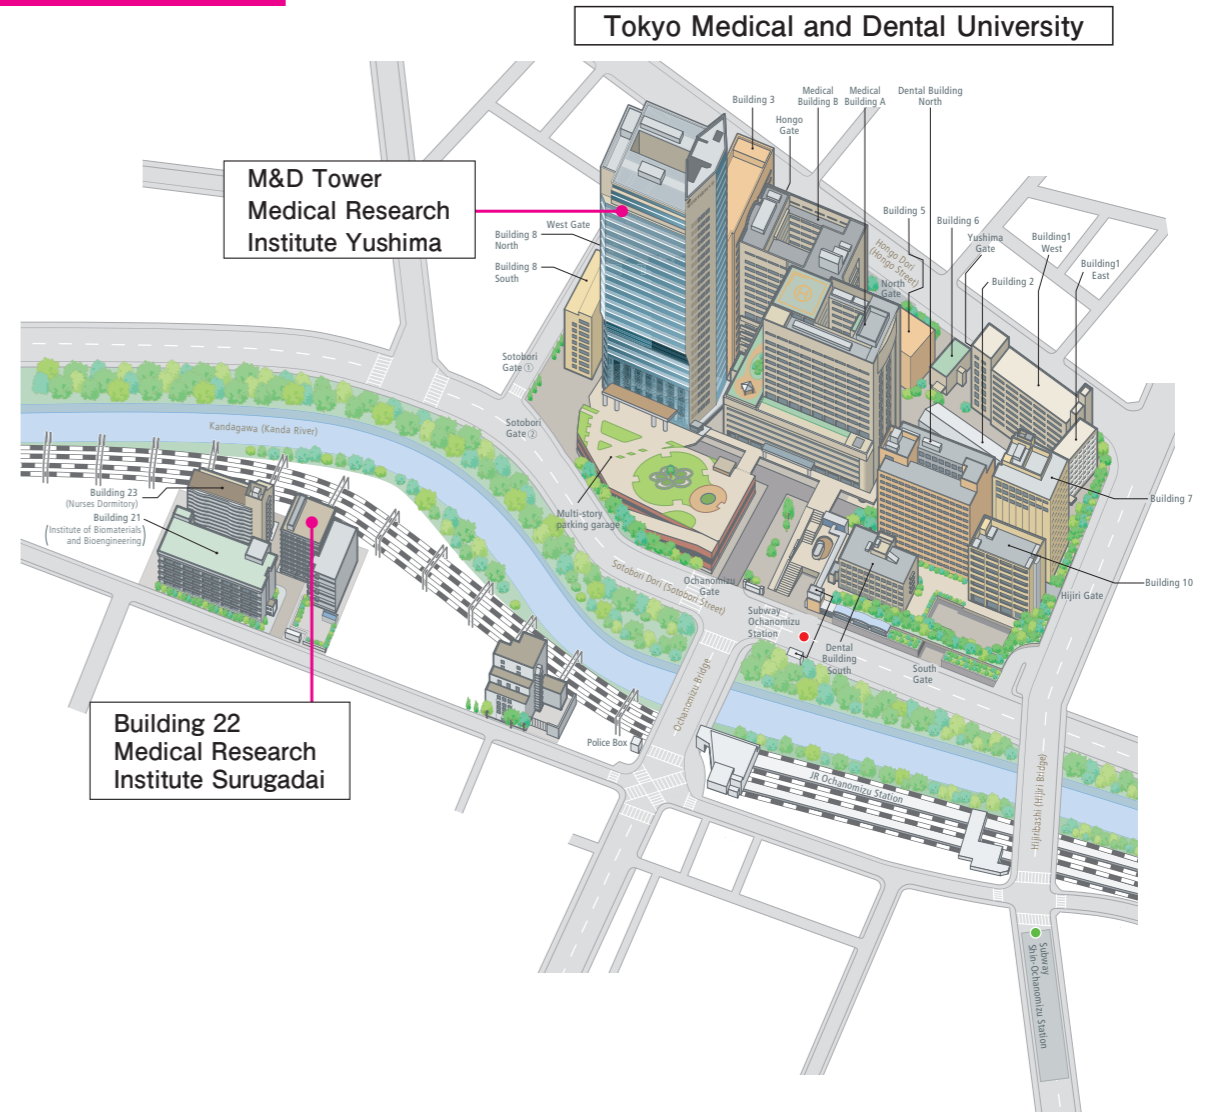 Tokyo Medical and Dental University
M&D Tower
Medical Research
Institute Yushima
Building 3
Medical
Building B
Medical
Building A
Dental Building
North
Hongo
Gate
West Gate
Building 8
North
Building 8
South
Building 5
Building 6
Hongo Dori
(Hongo Street)
North
Gate
Yushima
Gate
Building1
West
Building 2
Building1
East
Sotobori
Gate①
Sotobori
Gate②
Kandagawa (Kanda River)
Building 23
(Nurses Dormitory)
Building 21
(Institute of Biomaterials
and Bioengineering)
Multi-story
parking garage
Building 7
Building 10
Sotobori Dori (Sotobori Street)
Ochanomizu
Gate
Hijiri Gate
Subway
Ochanomizu
Station
Dental
Building
South
South
Gate
Ochanomizu Bridge
Building 22
Medical Research
Institute Surugadai
Police Box
JR Ochanomizu Station
Hijiribashi (Hijiri Bridge)
Subway
Shin-Ochanomizu Station